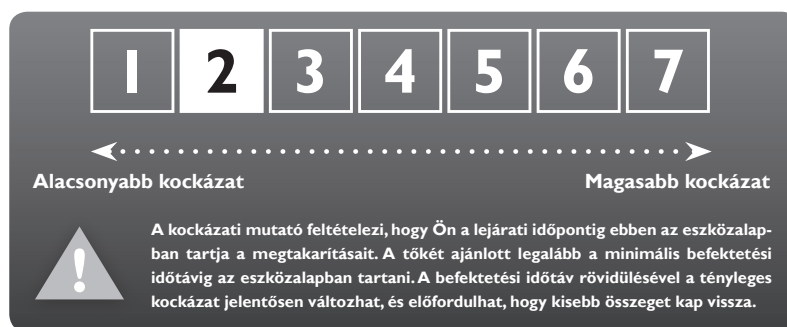 1 2 3 4 5 6 7
Alacsonyabb kockázat Magasabb kockázat
A kockázati mutató feltételezi, hogy Ön a lejárati időpontig ebben az eszközalap-
ban tartja a megtakarításait. A tőkét ajánlott legalább a minimális befektetési
időtávig az eszközalapban tartani. A befektetési időtáv rövidülésével a tényleges
kockázat jelentősen változhat, és előfordulhat, hogy kisebb összeget kap vissza.